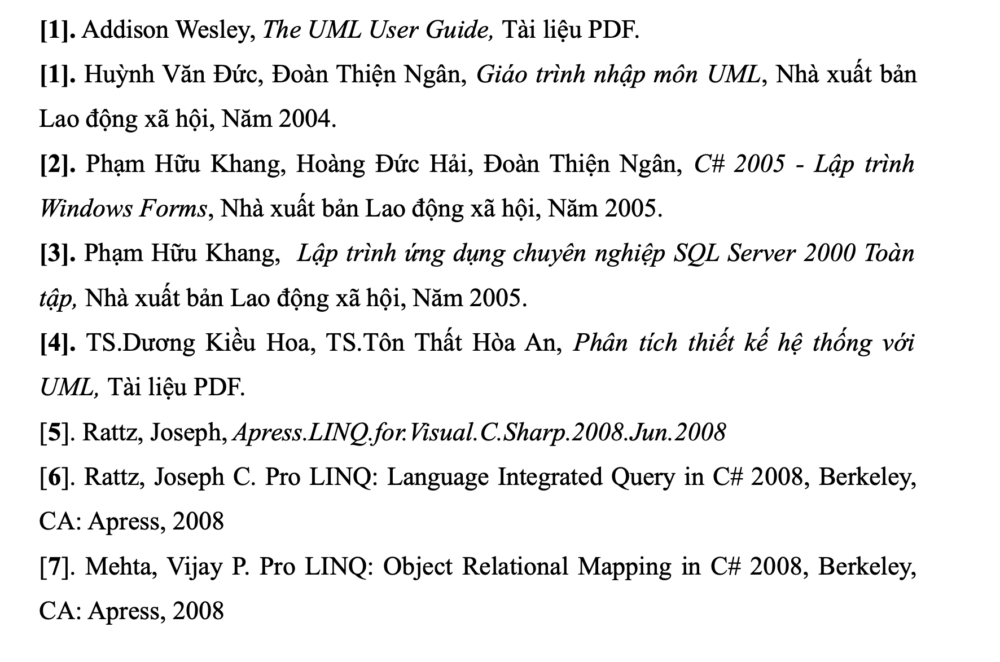 [1]. Addison Wesley, The UML User Guide, Tài liệu PDF.
[1]. Huỳnh Văn Đức, Đoàn Thiện Ngân, Giáo trình nhập môn UML, Nhà xuất bản
Lao động xã hội, Năm 2004.
[2]. Phạm Hữu Khang, Hoàng Đức Hải, Đoàn Thiện Ngân, C# 2005 - Lập trình
Windows Forms, Nhà xuất bản Lao động xã hội, Năm 2005.
[3]. Phạm Hữu Khang, Lập trình ứng dụng chuyên nghiệp SQL Server 2000 Toàn
tập, Nhà xuất bản Lao động xã hội, Năm 2005.
[4]. TS.Dương Kiều Hoa, TS.Tôn Thất Hòa An, Phân tích thiết kế hệ thống với
UML, Tài liệu PDF.
[5]. Rattz, Joseph, Apress.LINQ.for.Visual.C.Sharp.2008.Jun.2008
[6]. Rattz, Joseph C. Pro LINQ: Language Integrated Query in C# 2008, Berkeley,
CA: Apress, 2008
[7]. Mehta, Vijay P. Pro LINQ: Object Relational Mapping in C# 2008, Berkeley,
CA: Apress, 2008